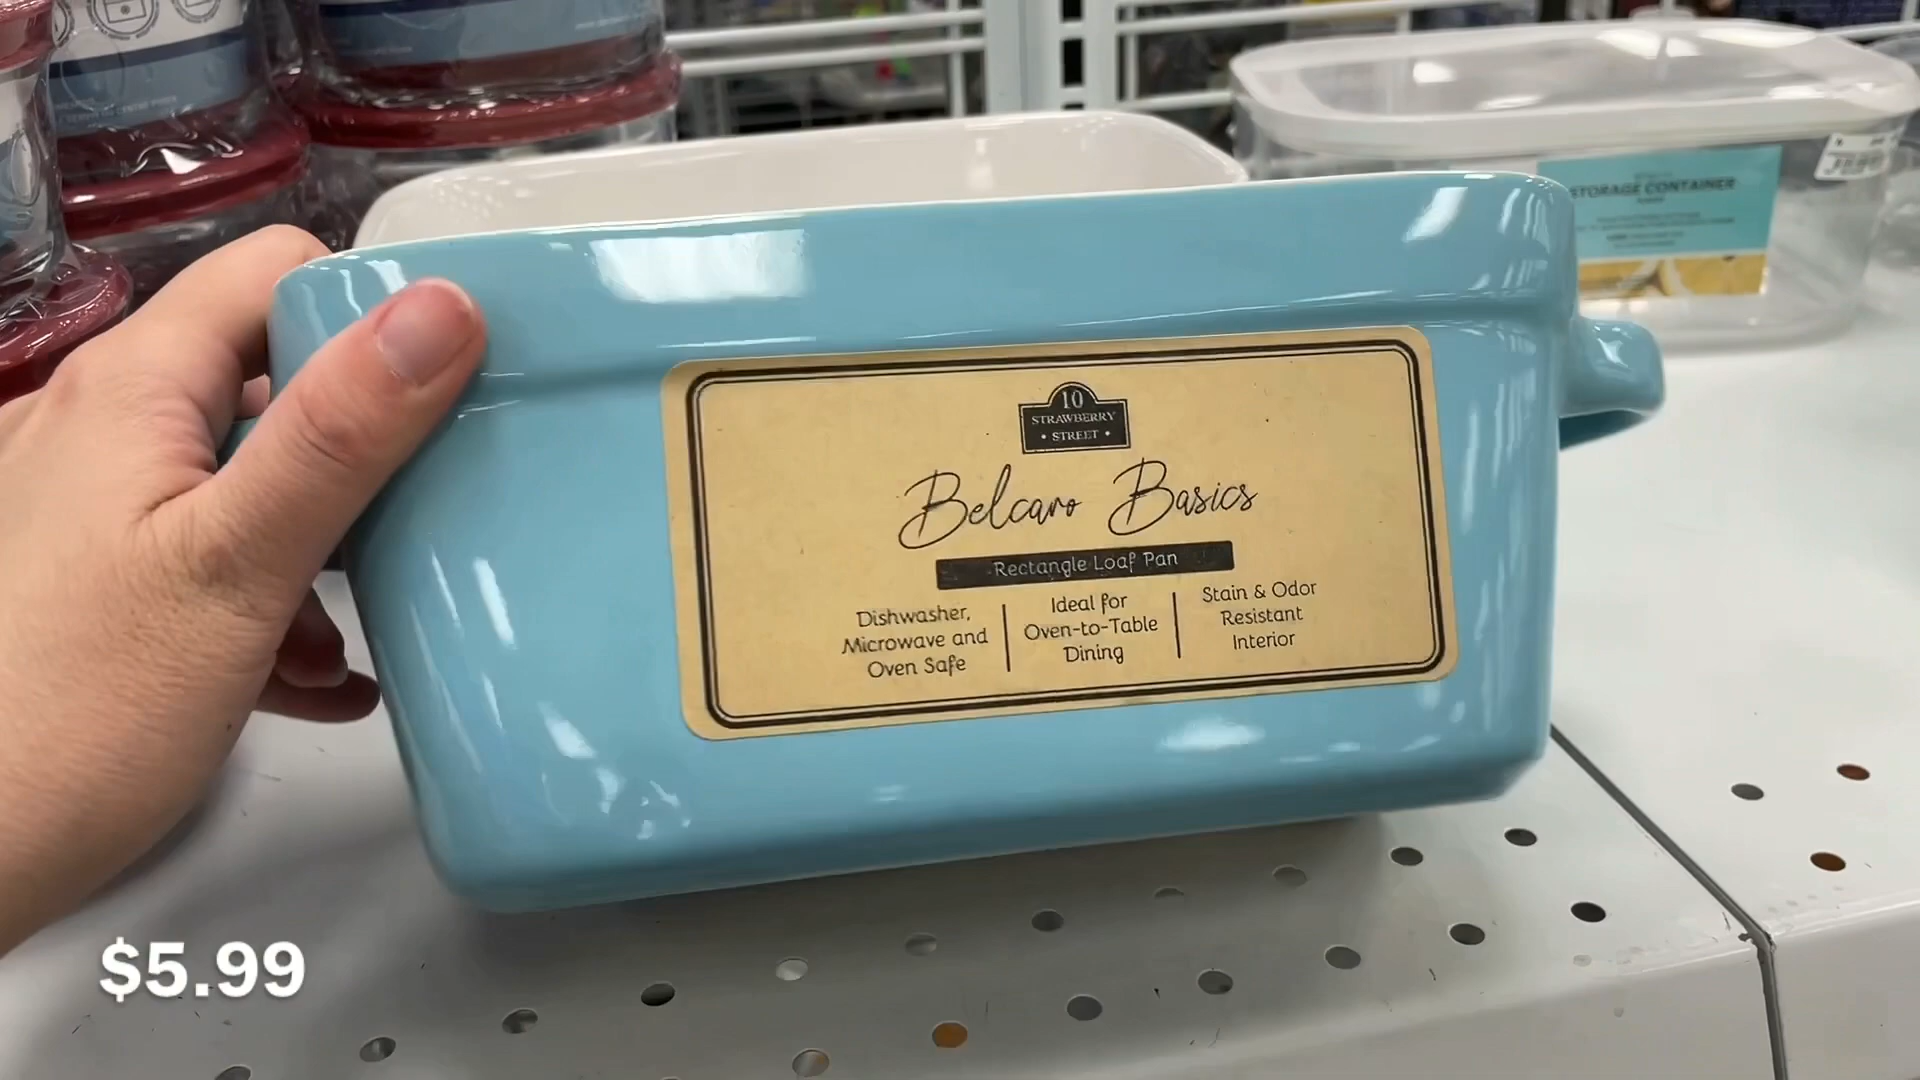 STORAGE CONTAINER
10
STRAWBERRY
• STREET •
Belcaro Basics
Rectangle Loaf Pan
Dishwasher,
Microwave and
Oven Safe
Ideal for
Oven-to-Table
Dining
Stain & Odor
Resistant
Interior
$5.99